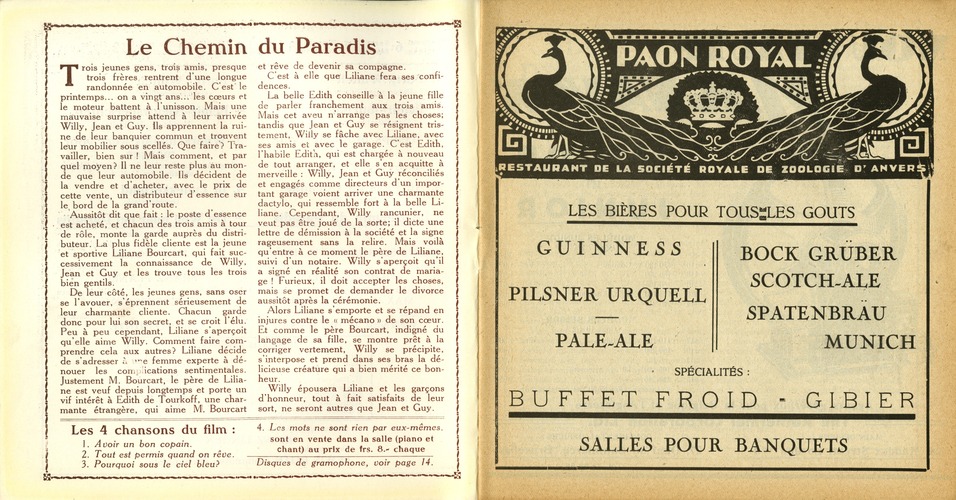 Le Chemin du Paradis
Trois jeunes gens, trois amis, presque
trois frères rentrent d'une longue
randonnée en automobile. C'est le
printemps... on a vingt ans... les cœurs et
le moteur battent à l'unisson. Mais une
mauvaise surprise attend à leur arrivée
Willy, Jean et Guy. Ils apprennent la rui-
ne de leur banquier commun et trouvent
leur mobilier sous scellés. Que faire? Tra-
vailler, bien sur! Mais comment, et par
quel moyen? Il ne leur reste plus au mon-
de que leur automobile. Ils décident de
la vendre et d'acheter, avec le prix de
cette vente, un distributeur d'essence sur
le bord de la grand'route.
Aussitôt dit que fait : le poste d'essence
est acheté, et chacun des trois amis à tour
de rôle, monte la garde auprès du distri-
buteur. La plus fidèle cliente est la jeune
et sportive Liliane Bourcart, qui fait suc-
cessivement la connaissance de Willy,
Jean et Guy et les trouve tous les trois
bien gentils.
De leur côté, les jeunes gens, sans oser
se l'avouer, s'éprennent sérieusement de
leur charmante cliente. Chacun garde
donc pour lui son secret, et se croit l'élu.
Peu à peu cependant, Liliane s'aperçoit
qu'elle aime Willy. Comment faire com-
prendre cela aux autres? Liliane décide
de s'adresser à femme experte à dé-
nouer les complications sentimentales.
Justement M. Bourcart, le père de Lilia-
ne est veuf depuis longtemps et porte un
vif intérêt à Edith de Tourkoff, une char-
mante étrangère, qui aime M. Bourcart
et rêve de devenir sa compagne.
C'est à elle que Liliane fera ses confi-
dences.
La belle Edith conseille à la jeune fille
de parler franchement aux trois amis.
Mais cet aveu n'arrange pas les choses;
tandis que Jean et Guy se résignent tris-
tement, Willy se fâche avec Liliane, avec
ses amis et avec le garage. C'est Edith,
l'habile Edith, qui est chargée à nouveau
de tout arranger, et elle s'en acquitte à
merveille : Willy, Jean et Guy réconciliés
et engagés comme directeurs d'un impor-
tant garage voient arriver une charmante
dactylo, qui ressemble fort à la belle Li-
liane. Cependant, Willy rancunier, ne
veut pas être joué de la sorte; il dicte une
lettre de démission à la société et la signe
rageusement sans la relire. Mais voilà
qu'entre à ce moment le père de Liliane,
suivi d'un notaire. Willy s'aperçoit qu'il
a signé en réalité son contrat de maria-
ge! Furieux, il doit accepter les choses,
mais se promet de demander le divorce
aussitôt après la cérémonie.
Alors Liliane s'emporte et se répand en
injures contre le « mécano » de son cœur.
Et comme le père Bourcart, indigné du
langage de sa fille, se montre prêt à la
corriger vertement, Willy se précipite,
s'interpose et prend dans ses bras la dé-
licieuse créature qui a bien mérité ce bon-
heur.
Willy épousera Liliane et les garçons
d'honneur, tout à fait satisfaits de leur
sort, ne seront autres que Jean et Guy.
Les 4 chansons du film :
1. Avoir un bon copain.
2. Tout est permis quand on rêve.
3. Pourquoi sous le ciel bleu?
4. Les mots ne sont rien par eux-mêmes.
sont en vente dans la salle (piano et
chant) au prix de frs. 8.- chaque
Disques de gramophone, voir page 14.
PAON ROYAL
RESTAURANT DE LA SOCIÉTÉ ROYALE DE ZOOLOGIE D'ANVERS
LES BIÈRES POUR TOUS LES GOUTS
GUINNESS
PILSNER URQUELL
PALE-ALE
BOCK GRÜBER
SCOTCH-ALE
SPATENBRÄU
MUNICH
SPÉCIALITÉS :
BUFFET FROID - GIBIER
SALLES POUR BANQUETS